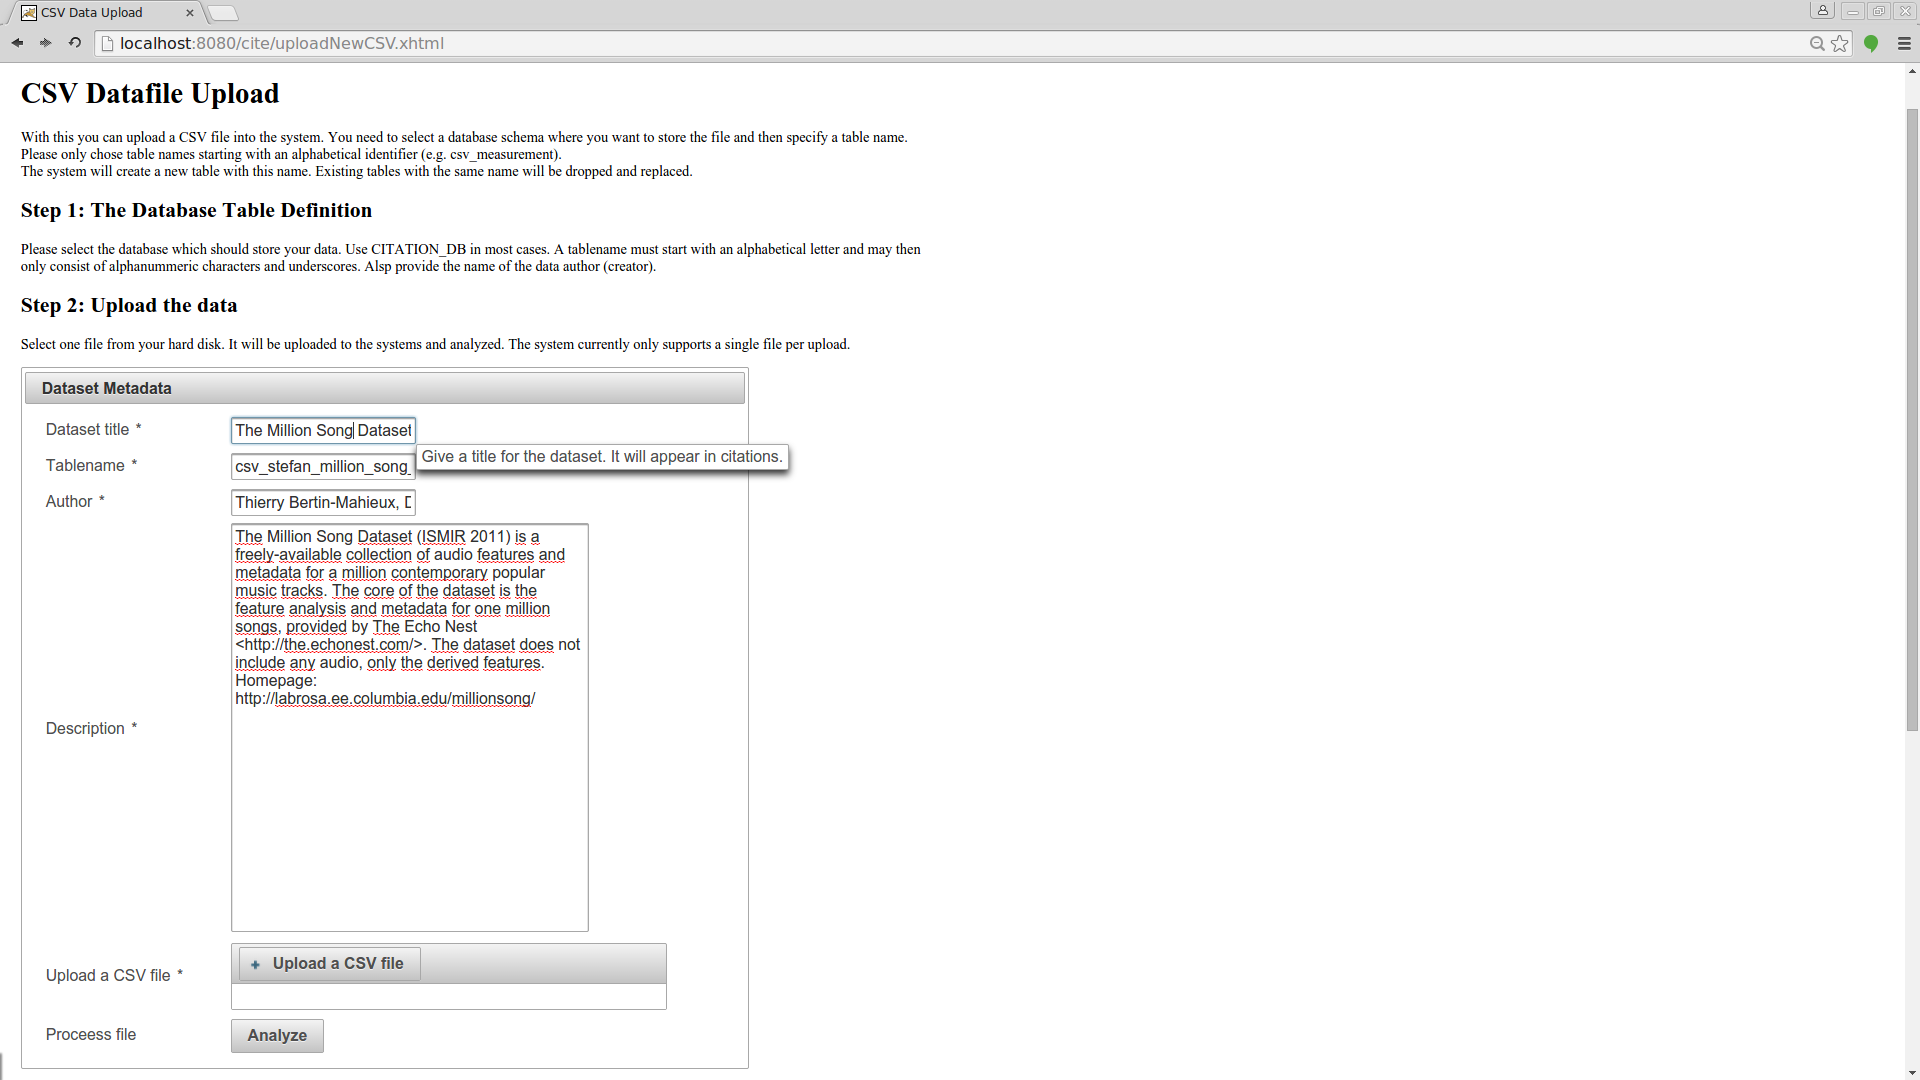 CSV Data Upload
localhost:8080/cite/uploadNewCSV.xhtml
CSV Datafile Upload
With this you can upload a CSV file into the system. You need to select a database schema where you want to store the file and then specify a table name.
Please only chose table names starting with an alphabetical identifier (e.g. csv_measurement).
The system will create a new table with this name. Existing tables with the same name will be dropped and replaced.
Step 1: The Database Table Definition
Please select the database which should store your data. Use CITATION_DB in most cases. A tablename must start with an alphabetical letter and may then
only consist of alphanummeric characters and underscores. Alsp provide the name of the data author (creator).
Step 2: Upload the data
Select one file from your hard disk. It will be uploaded to the systems and analyzed. The system currently only supports a single file per upload.
Dataset Metadata
Dataset title * The Million Song Dataset
Give a title for the dataset. It will appear in citations.
Tablename * csv_stefan_million_song_
Author * Thierry Bertin-Mahieux, D
The Million Song Dataset (ISMIR 2011) is a
freely-available collection of audio features and
metadata for a million contemporary popular
music tracks. The core of the dataset is the
feature analysis and metadata for one million
songs, provided by The Echo Nest
<http://the.echonest.com/>. The dataset does not
include any audio, only the derived features.
Homepage:
http://labrosa.ee.columbia.edu/millionsong/
Description *
Upload a CSV file * + Upload a CSV file
Proceess file Analyze